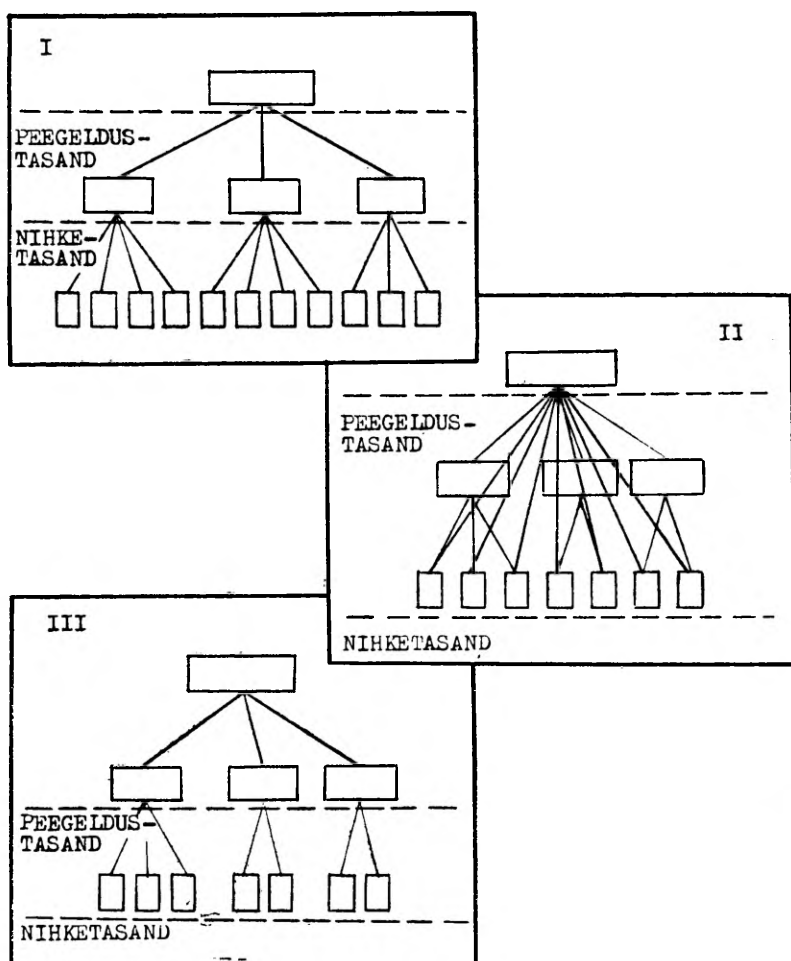 I
PEEGELDUS-
TASAND
NIHKE-
TASAND
II
PEEGELDUS-
TASAND
NIHKETASAND
III
PEEGELDUS-
TASAND
NIHKETASAND